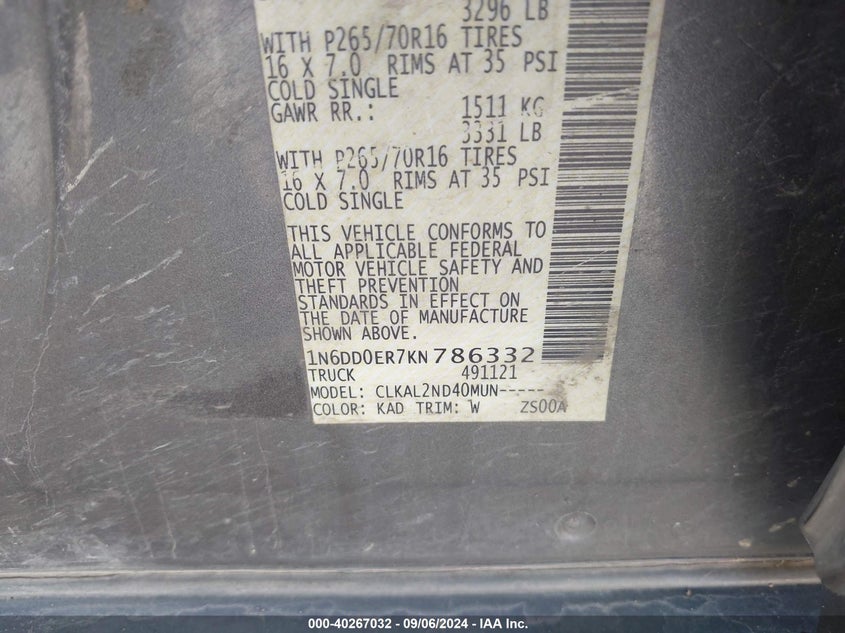 3296 LB
WITH P265/70R16 TIRES
16 X 7.0 RIMS AT 35 PSI
COLD SINGLE
GAWR RR.: 1511 KG
3331 LB
WITH P265/70R16 TIRES
16 X 7.0 RIMS AT 35 PSI
COLD SINGLE
THIS VEHICLE CONFORMS TO
ALL APPLICABLE FEDERAL
MOTOR VEHICLE SAFETY AND
THEFT PREVENTION
STANDARDS IN EFFECT ON
THE DATE OF MANUFACTURE
SHOWN ABOVE.
1N6DD0ER7KN786332
TRUCK 491121
MODEL: CLKAL2ND40MUN-----
COLOR: KAD TRIM: W ZS00A
000-40267032 - 09/06/2024 - IAA Inc.